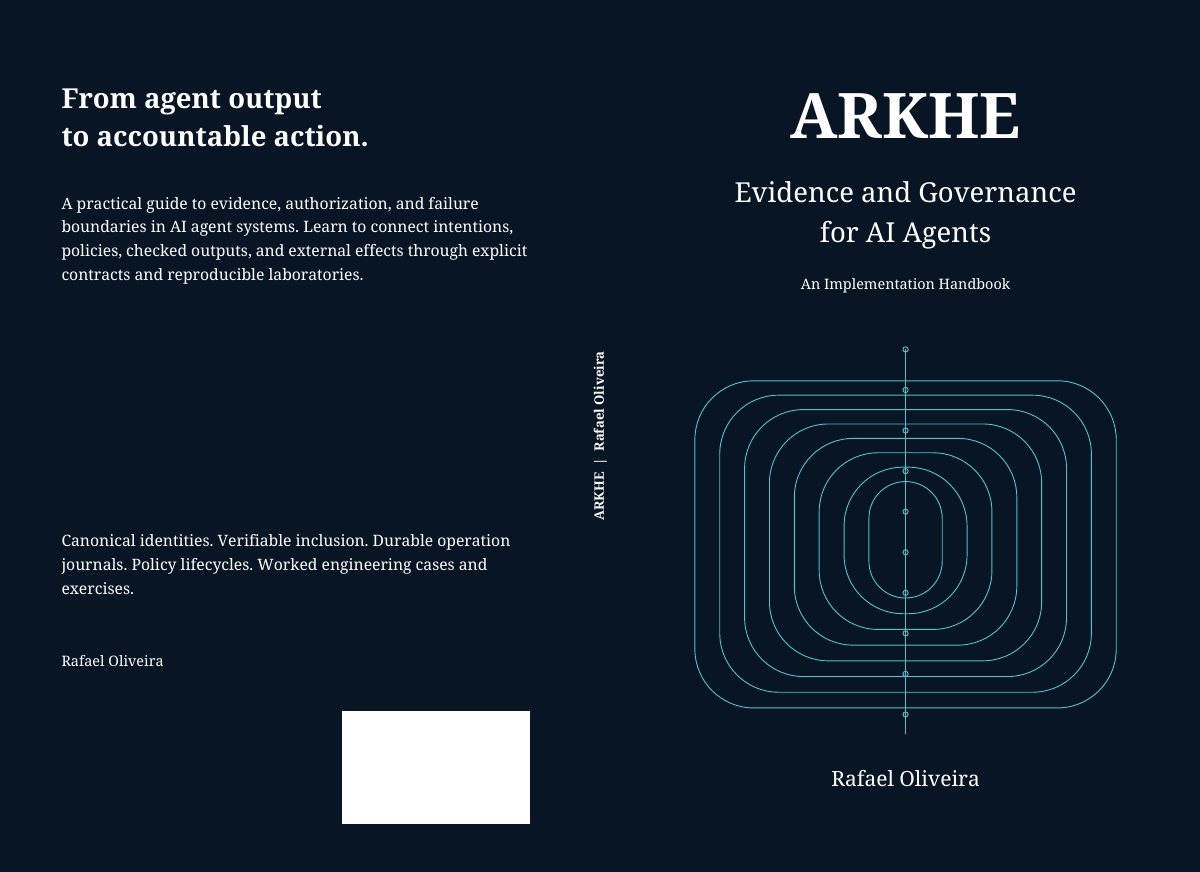 From agent output
to accountable action.
A practical guide to evidence, authorization, and failure
boundaries in AI agent systems. Learn to connect intentions,
policies, checked outputs, and external effects through explicit
contracts and reproducible laboratories.
Canonical identities. Verifiable inclusion. Durable operation
journals. Policy lifecycles. Worked engineering cases and
exercises.
Rafael Oliveira
ARKHE | Rafael Oliveira
ARKHE
Evidence and Governance
for AI Agents
An Implementation Handbook
Rafael Oliveira